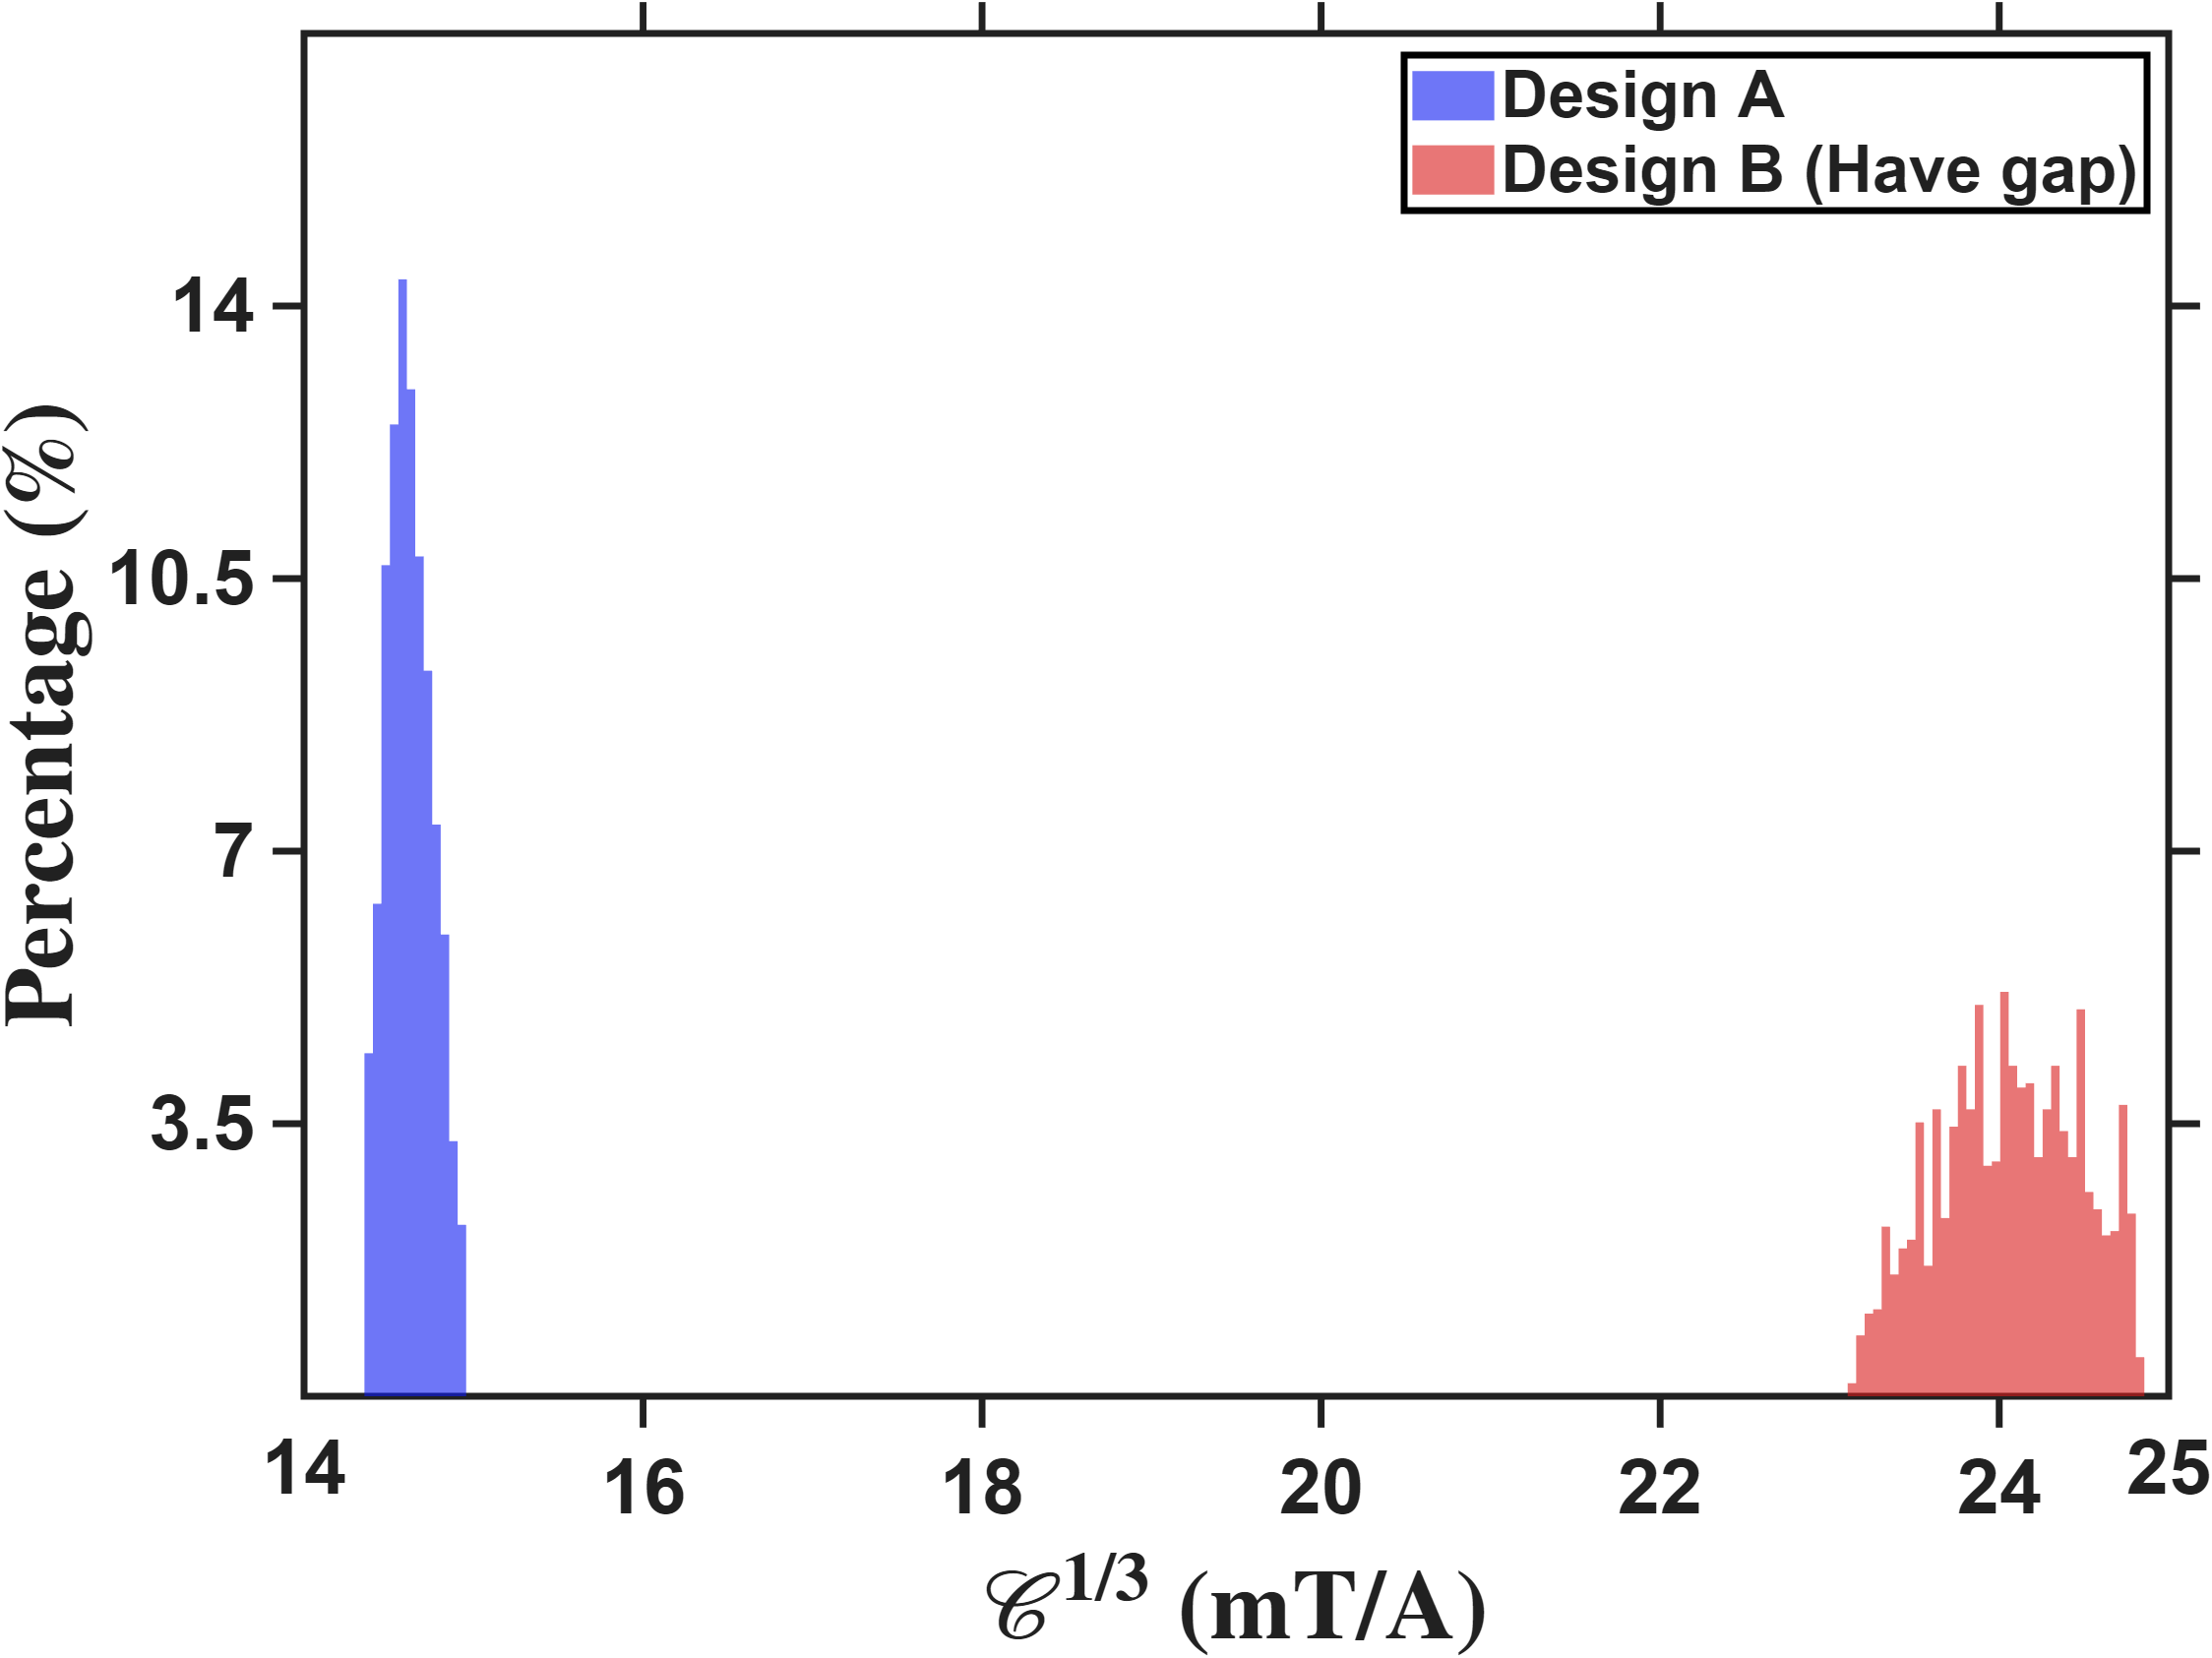 Design A
Design B (Have gap)
14
10.5
7
3.5
Percentage (%)
14
16
18
20
22
24
25
𝒞^1/3 (mT/A)